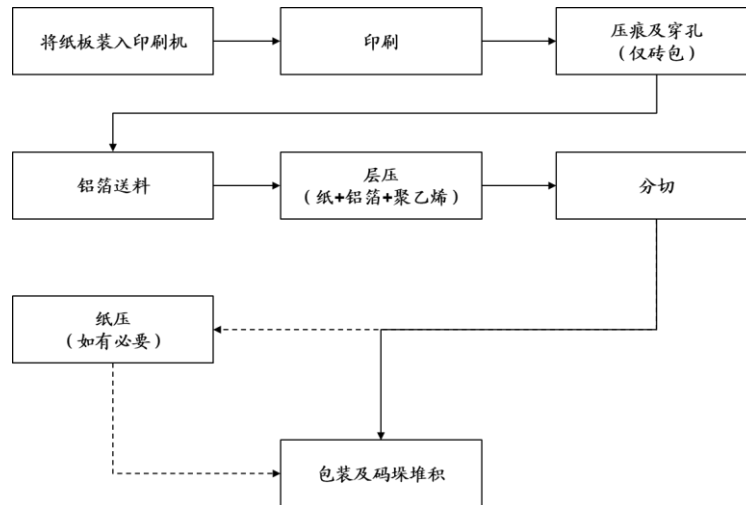 将纸板装入印刷机
印刷
压痕及穿孔
(仅砖包)
铝箔送料
层压
(纸+铝箔+聚乙烯)
分切
纸压
(如有必要)
包装及码垛堆积